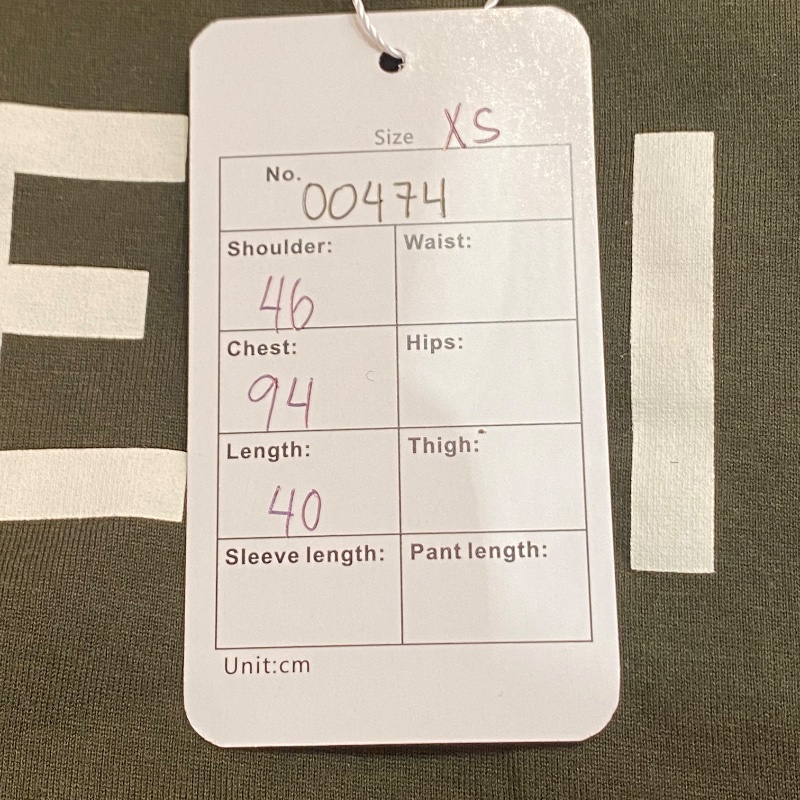 Size XS
No. 00474
Shoulder: 46
Waist:
Chest: 94
Hips:
Length: 40
Thigh:
Sleeve length:
Pant length:
Unit:cm
E I